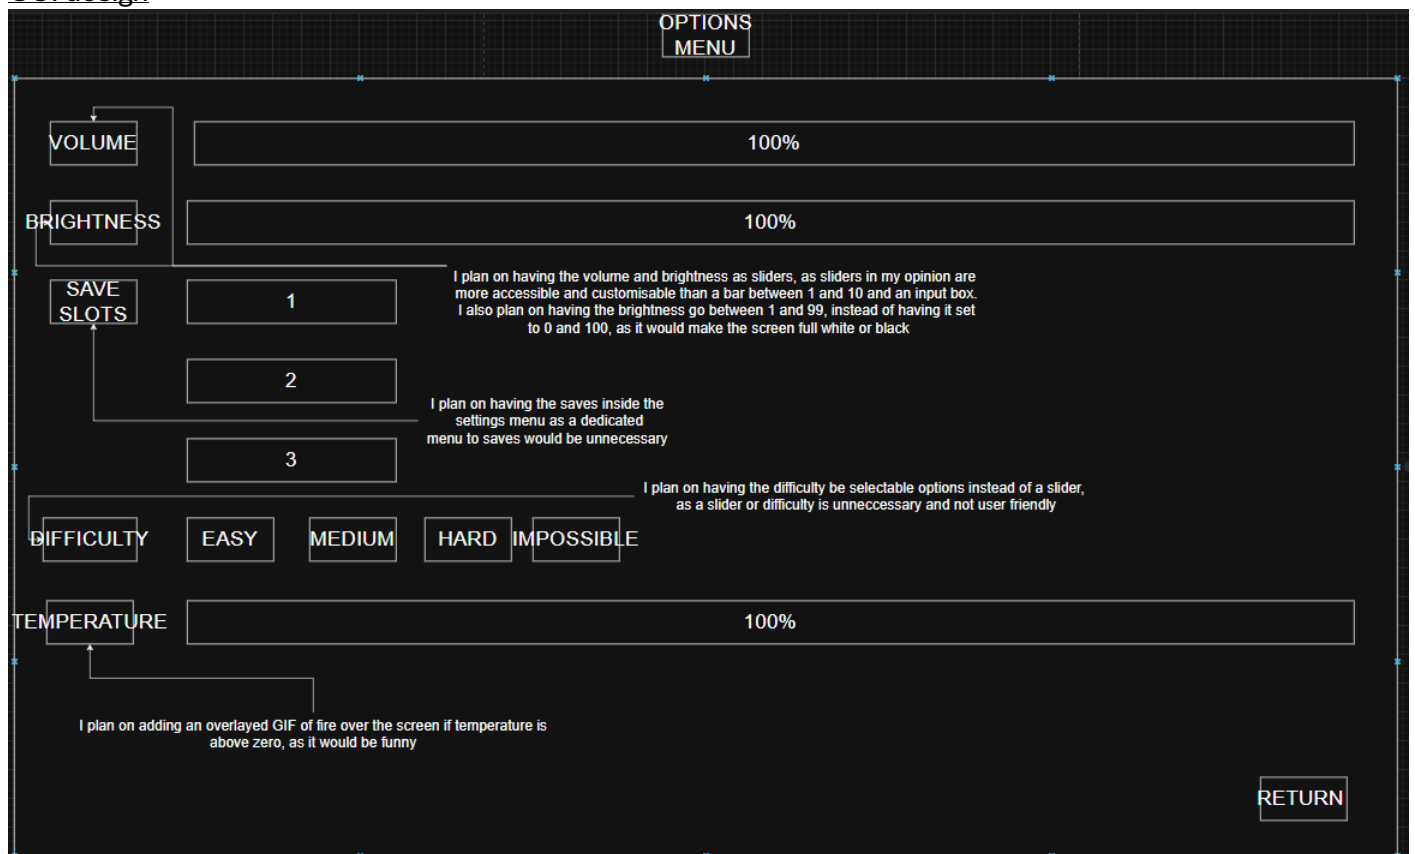 GUI design
OPTIONS
MENU
VOLUME
100%
BRIGHTNESS
100%
I plan on having the volume and brightness as sliders, as sliders in my opinion are
more accessible and customisable than a bar between 1 and 10 and an input box.
I also plan on having the brightness go between 1 and 99, instead of having it set
to 0 and 100, as it would make the screen full white or black
SAVE
SLOTS
1
2
I plan on having the saves inside the
settings menu as a dedicated
menu to saves would be unnecessary
3
I plan on having the difficulty be selectable options instead of a slider,
as a slider or difficulty is unneccessary and not user friendly
DIFFICULTY
EASY
MEDIUM
HARD
IMPOSSIBLE
TEMPERATURE
100%
I plan on adding an overlayed GIF of fire over the screen if temperature is
above zero, as it would be funny
RETURN